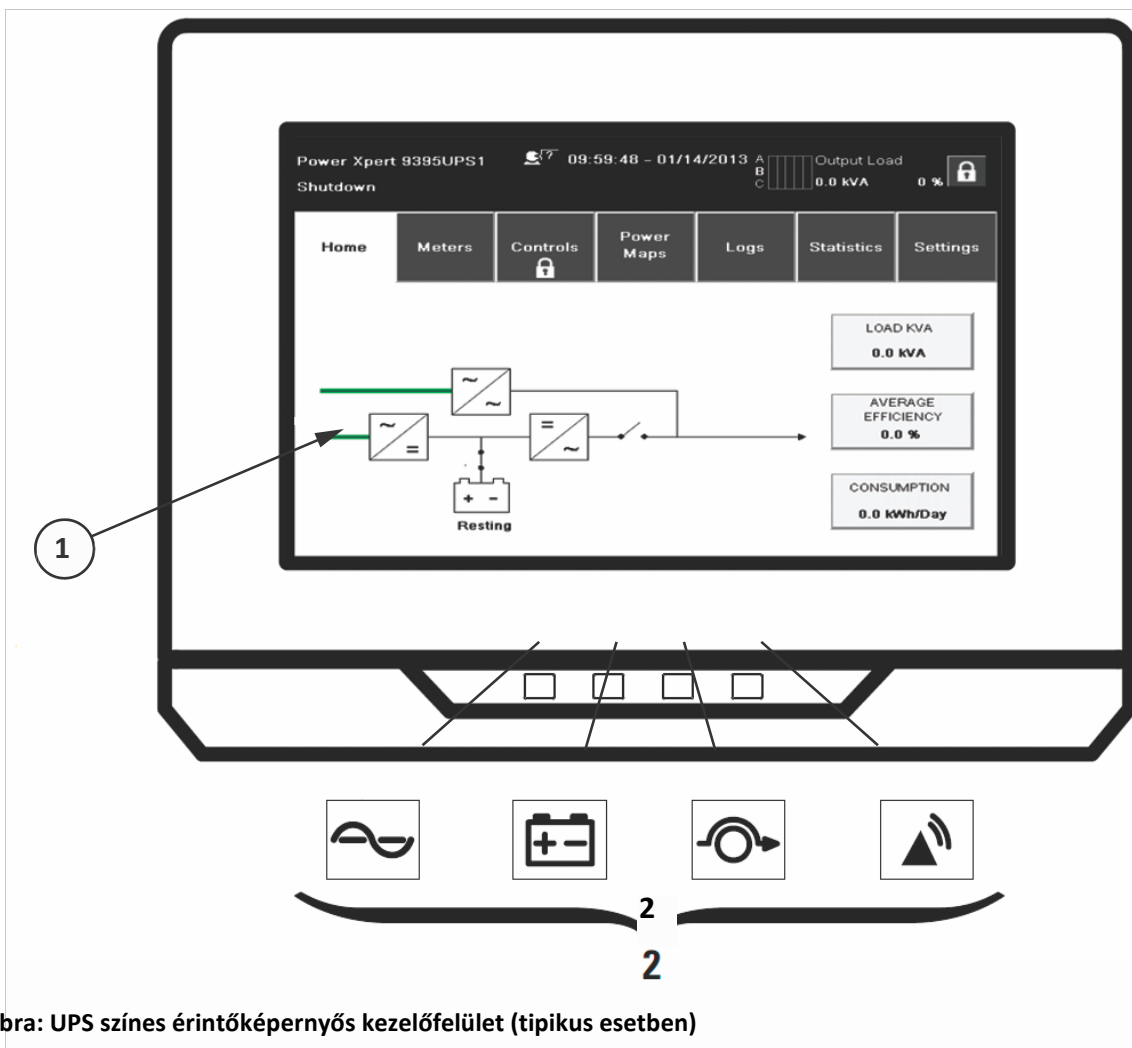 Power Xpert 9395UPS1
09:59:48 - 01/14/2013
A
B
C
Output Load
0.0 kVA 0 %
Shutdown
Home
Meters
Controls
Power
Maps
Logs
Statistics
Settings
LOAD KVA
0.0 kVA
AVERAGE
EFFICIENCY
0.0 %
CONSUMPTION
0.0 kWh/Day
~
~
~
=
=
~
+ -
Resting
1
+ -
2
2
bra: UPS színes érintőképernyős kezelőfelület (tipikus esetben)